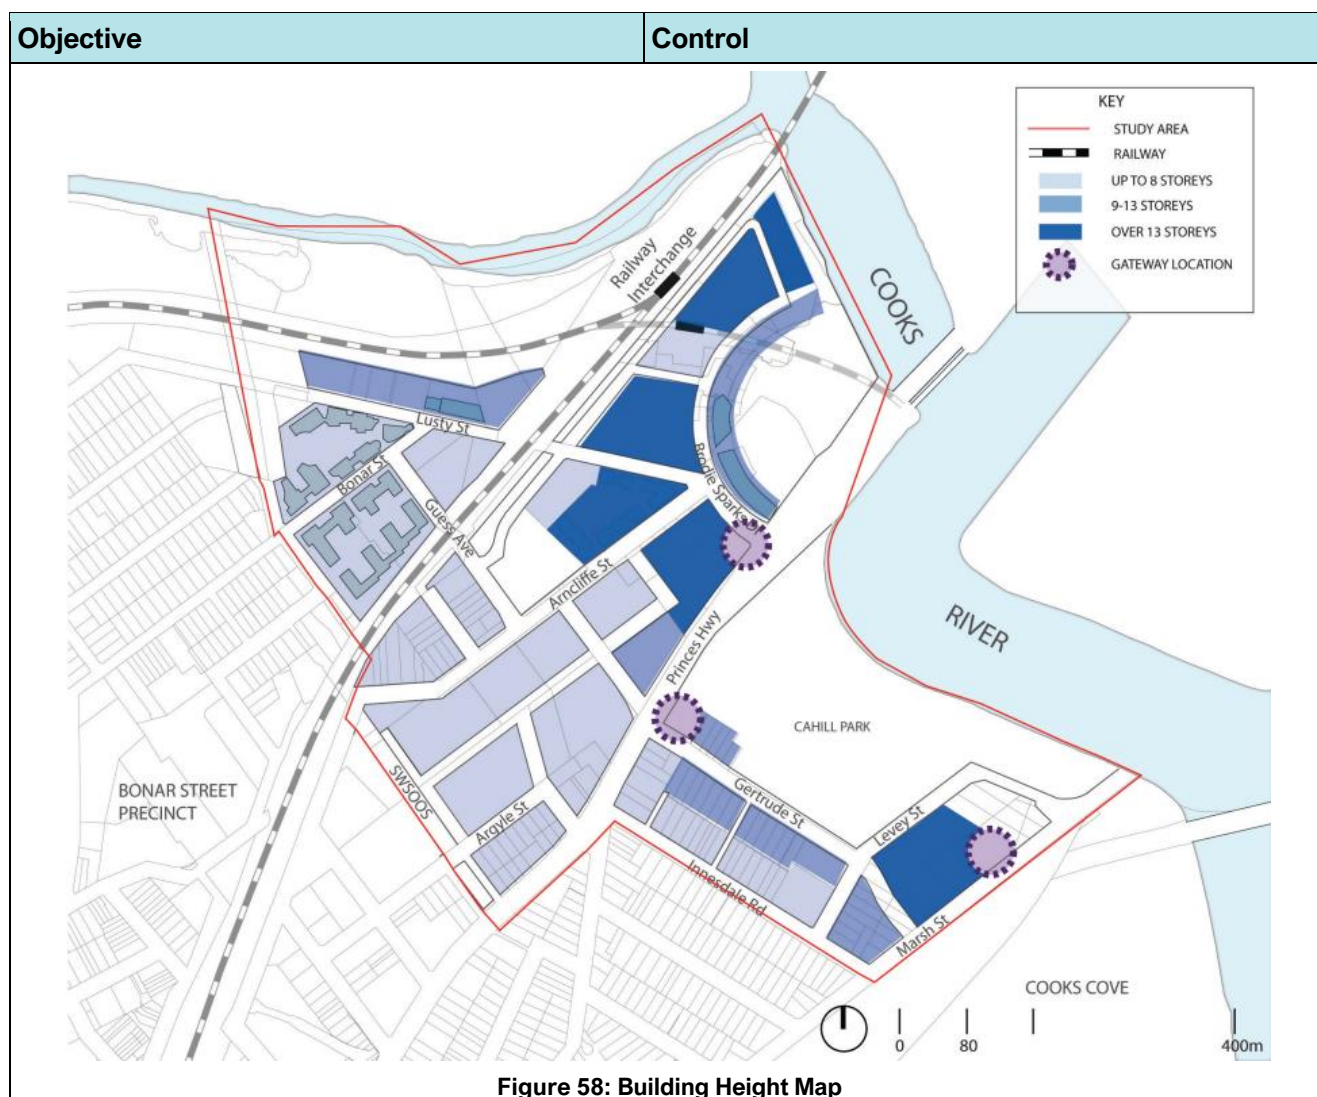 Objective
Control
KEY
STUDY AREA
RAILWAY
UP TO 8 STOREYS
9-13 STOREYS
OVER 13 STOREYS
GATEWAY LOCATION
Railway
Interchange
COOKS
Lusty St
Bonar St
Guess Ave
Brodie Spark
Arncliffe St
RIVER
Princes Hwy
CAHILL PARK
BONAR STREET
PRECINCT
SWSOOS
Argyle St
Gertrude St
Levey St
Innesdale Rd
Marsh St
COOKS COVE
0
80
400m
Figure 58: Building Height Map